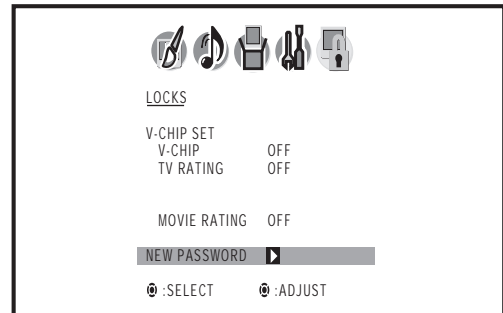 LOCKS
V-CHIP SET
V-CHIP OFF
TV RATING OFF
MOVIE RATING OFF
NEW PASSWORD
:SELECT :ADJUST